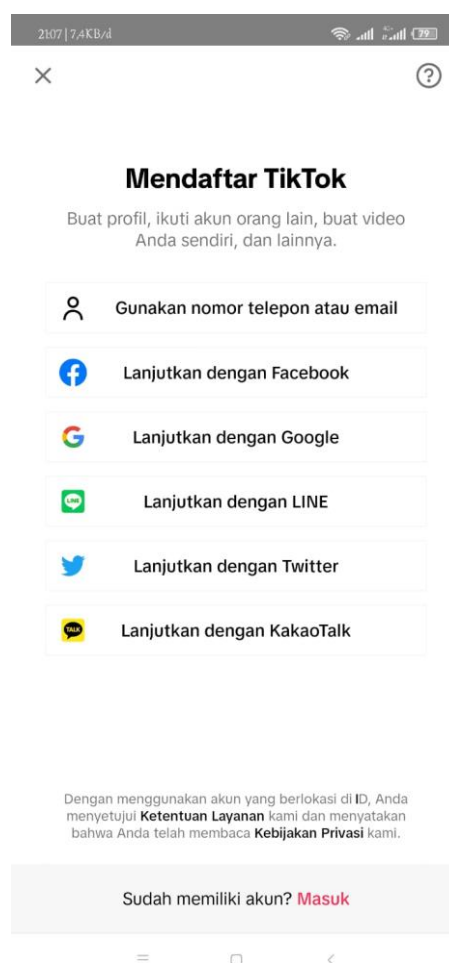 21:07 | 7,4KB/d
4G+
79
Mendaftar TikTok
Buat profil, ikuti akun orang lain, buat video
Anda sendiri, dan lainnya.
Gunakan nomor telepon atau email
Lanjutkan dengan Facebook
Lanjutkan dengan Google
LINE
Lanjutkan dengan LINE
Lanjutkan dengan Twitter
TALK
Lanjutkan dengan KakaoTalk
Dengan menggunakan akun yang berlokasi di ID, Anda
menyetujui Ketentuan Layanan kami dan menyatakan
bahwa Anda telah membaca Kebijakan Privasi kami.
Sudah memiliki akun? Masuk